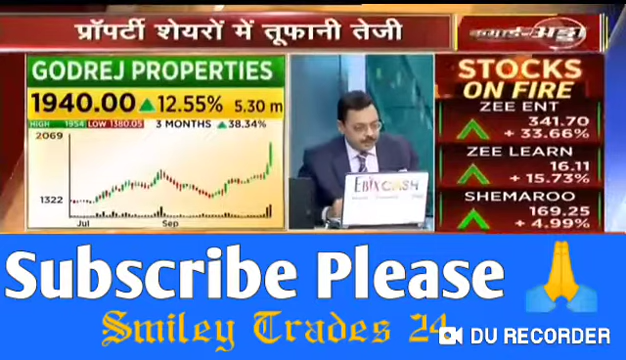 प्रॉपर्टी शेयरों में तूफानी तेजी
कमाई-अड्डा
GODREJ PROPERTIES
1940.00 12.55% 5.30 m
HIGH 1954 LOW 1380.05 3 MONTHS 38.34%
2069
1322
Jul Sep
EbixCash
STOCKS
ON FIRE
ZEE ENT
341.70
+ 33.66%
ZEE LEARN
16.11
+ 15.73%
SHEMAROO
169.25
+ 4.99%
Subscribe Please
Smiley Trades 24
DU RECORDER